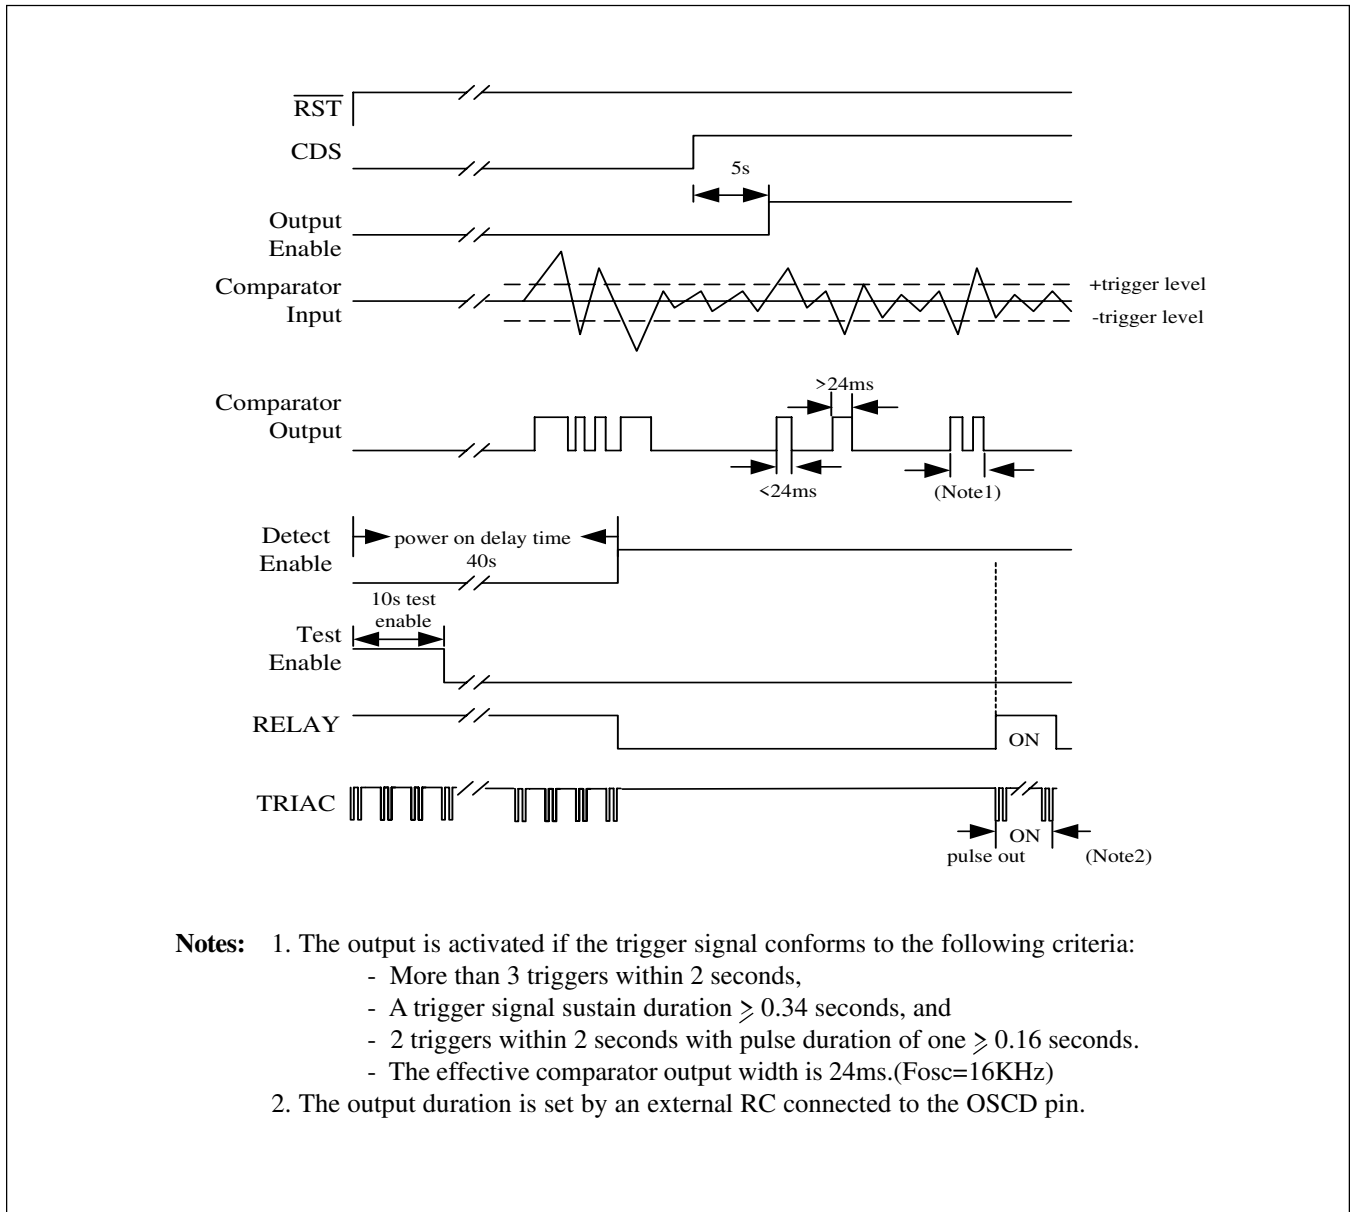 RST
CDS
5s
Output
Enable
Comparator
Input
+trigger level
-trigger level
>24ms
Comparator
Output
<24ms
(Note1)
Detect
Enable
power on delay time
40s
10s test
enable
Test
Enable
RELAY
ON
TRIAC
ON
pulse out
(Note2)
Notes: 1. The output is activated if the trigger signal conforms to the following criteria:
- More than 3 triggers within 2 seconds,
- A trigger signal sustain duration ⩾ 0.34 seconds, and
- 2 triggers within 2 seconds with pulse duration of one ⩾ 0.16 seconds.
- The effective comparator output width is 24ms.(Fosc=16KHz)
2. The output duration is set by an external RC connected to the OSCD pin.